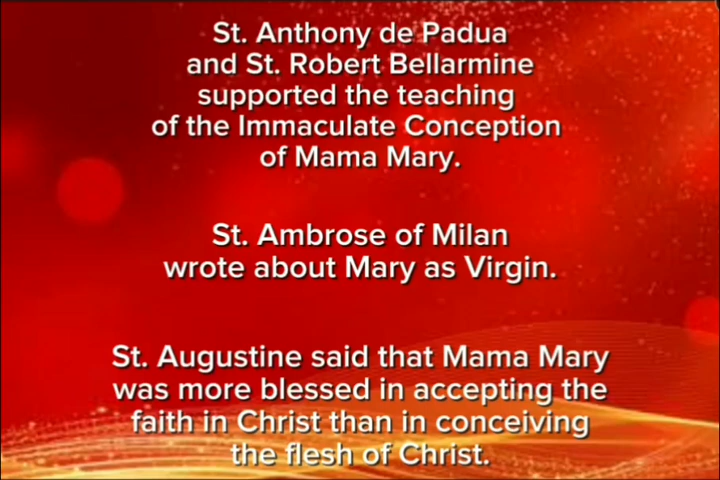 St. Anthony de Padua
and St. Robert Bellarmine
supported the teaching
of the Immaculate Conception
of Mama Mary.
St. Ambrose of Milan
wrote about Mary as Virgin.
St. Augustine said that Mama Mary
was more blessed in accepting the
faith in Christ than in conceiving
the flesh of Christ.